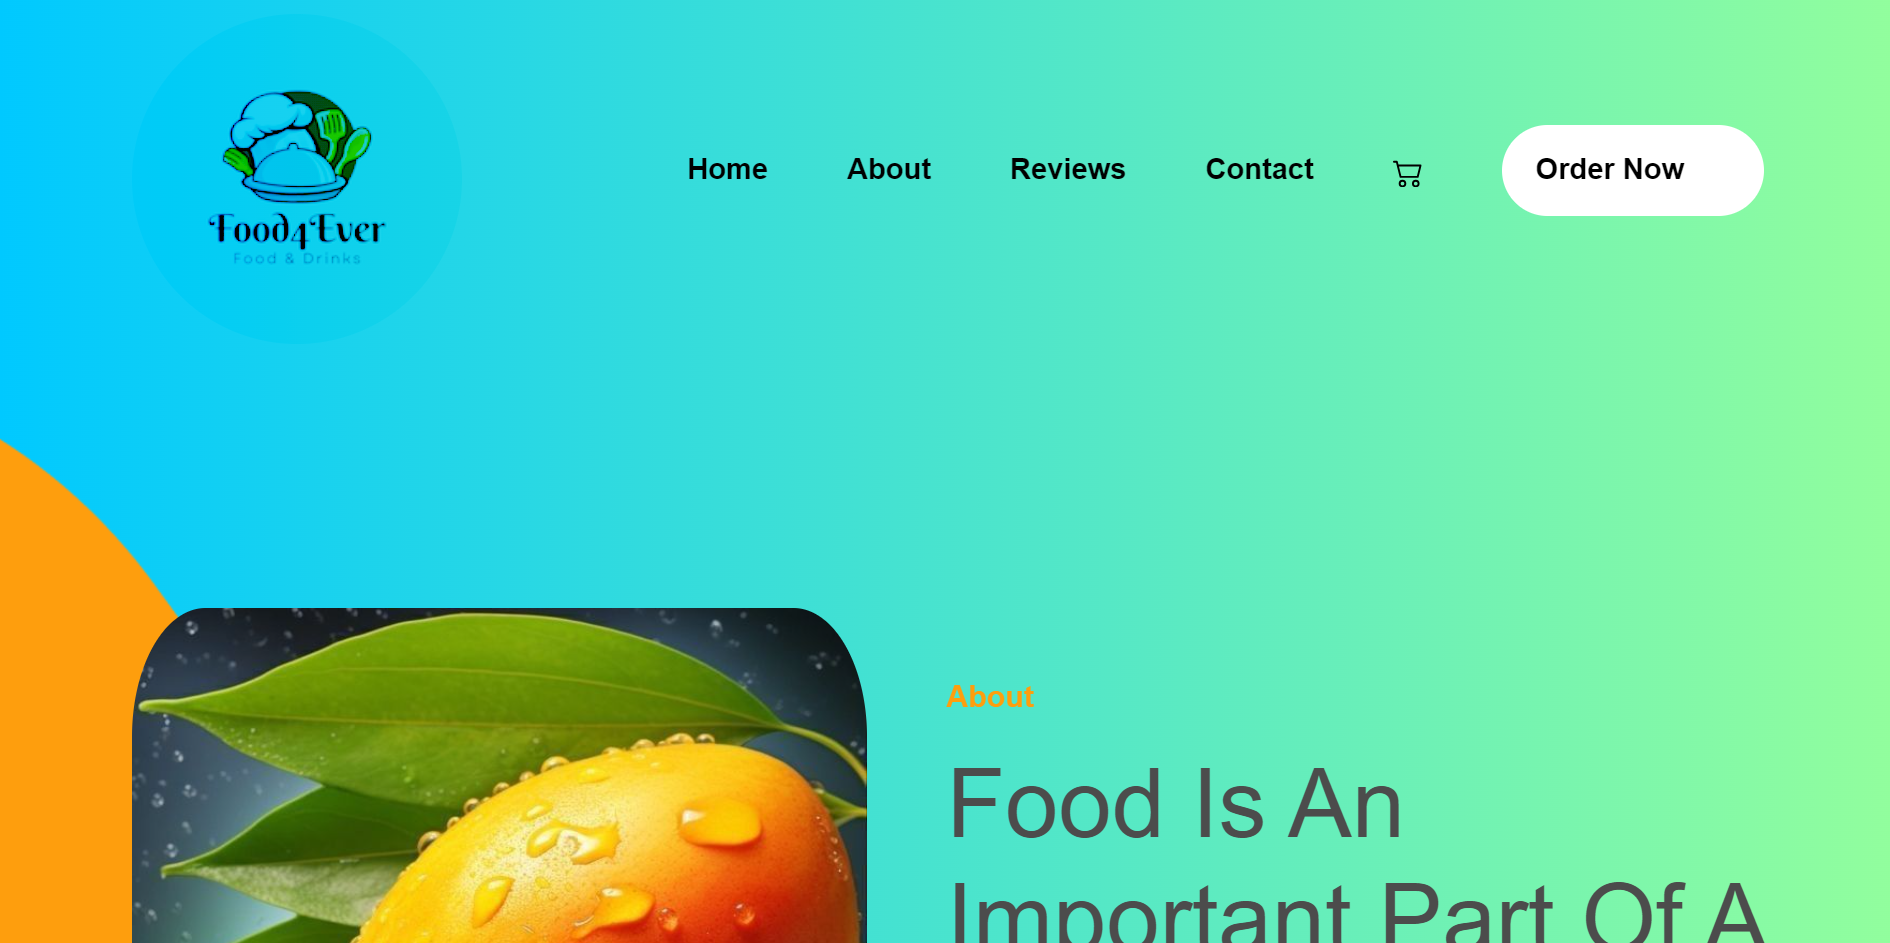 Food4Ever
Food & Drinks
Home
About
Reviews
Contact
Order Now
About
Food Is An
Important Part Of A